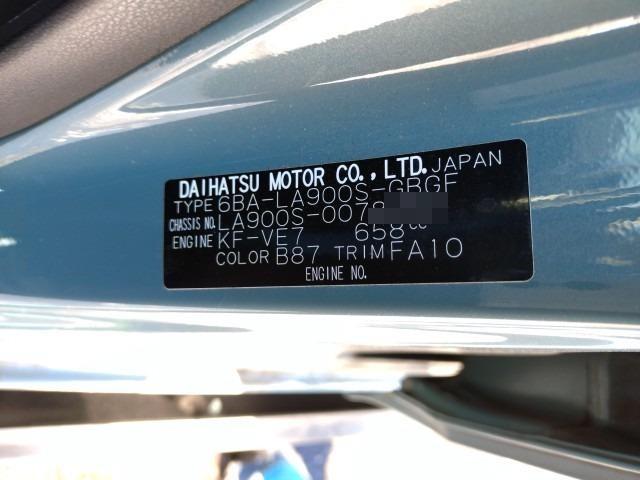 DAIHATSU MOTOR CO., LTD. JAPAN
TYPE 6BA-LA900S-GBGF
CHASSIS NO. LA900S-007
ENGINE KF-VE7 658cc
COLOR B87 TRIM FA10
ENGINE NO.